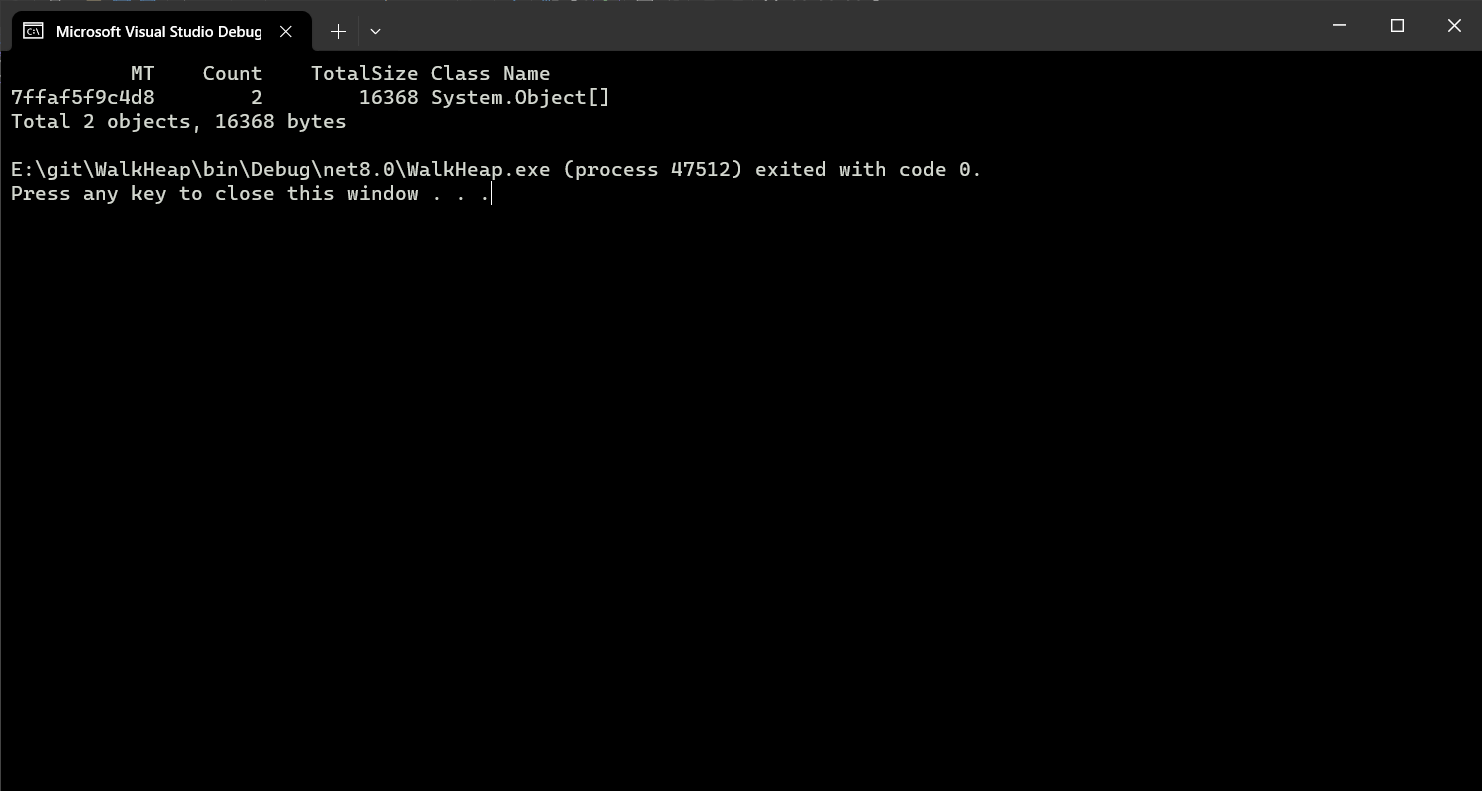 Microsoft Visual Studio Debug
MT    Count    TotalSize Class Name
7ffaf5f9c4d8        2        16368 System.Object[]
Total 2 objects, 16368 bytes
E:\git\WalkHeap\bin\Debug\net8.0\WalkHeap.exe (process 47512) exited with code 0.
Press any key to close this window . . .